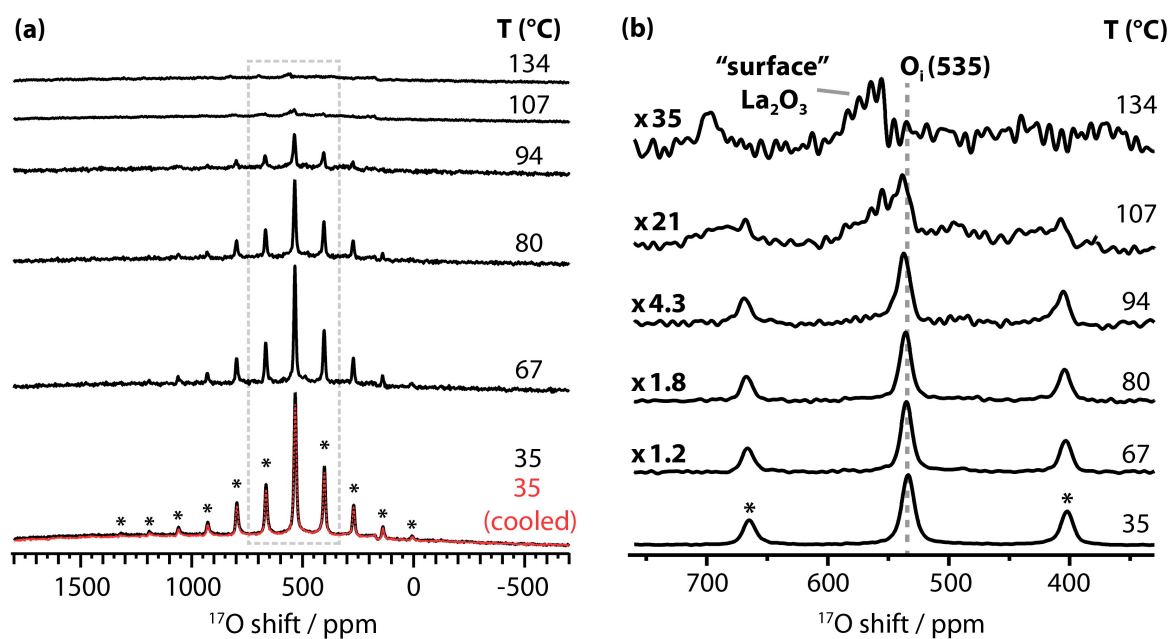 (a)
T (°C)
134
107
94
80
67
35
35
(cooled)
* * * * * * * * *
1500 1000 500 0 -500
¹⁷O shift / ppm
(b)
T (°C)
"surface"
La₂O₃
Oᵢ (535)
x 35
134
x 21
107
x 4.3
94
x 1.8
80
x 1.2
67
* *
35
700 600 500 400
¹⁷O shift / ppm